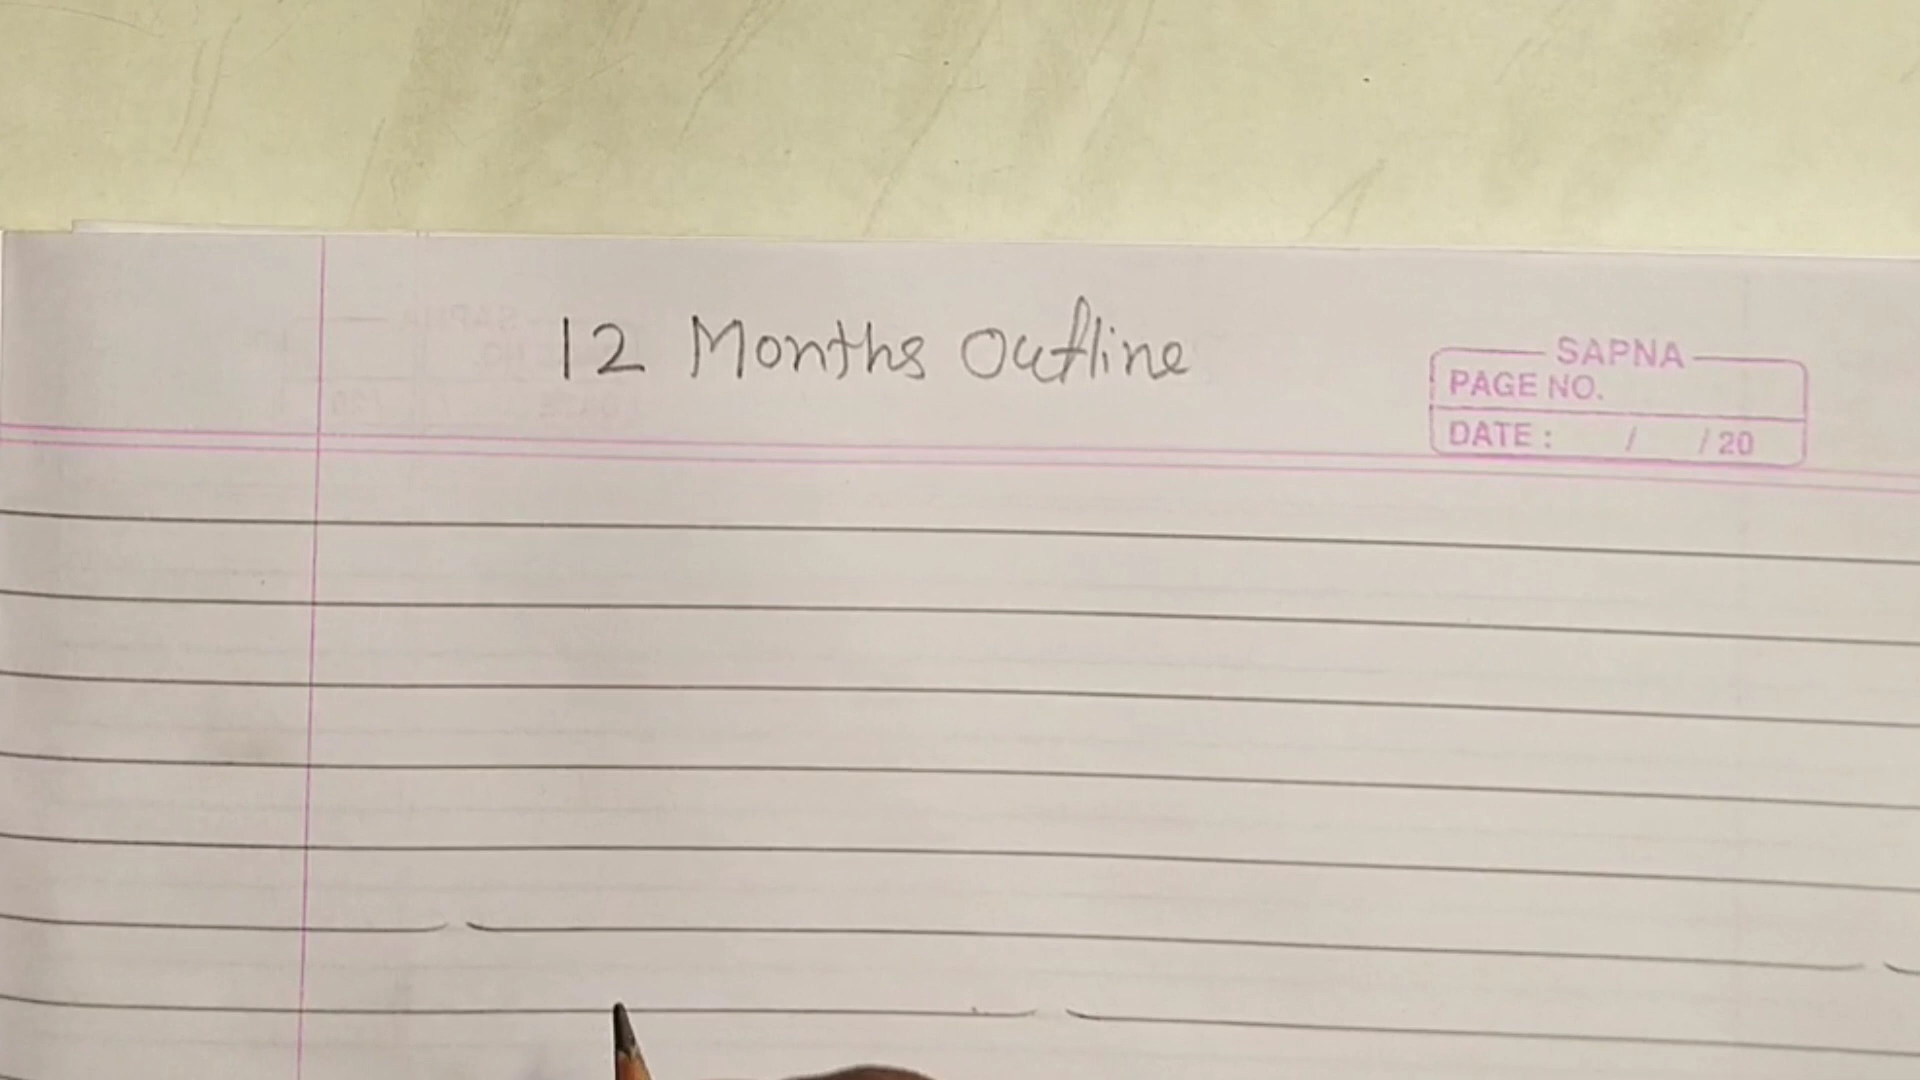 12 Months Outline
SAPNA
PAGE NO.
DATE : / / 20